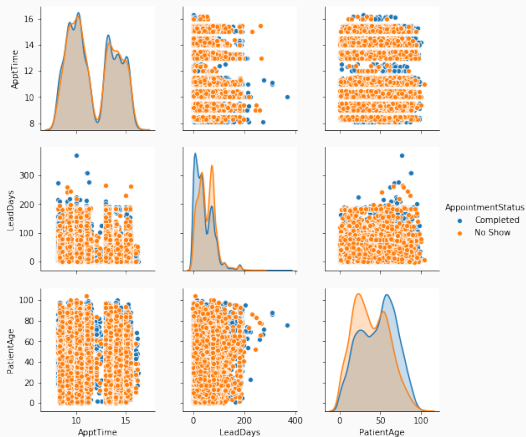 16
14
12
10
8
ApptTime
300
200
100
0
LeadDays
AppointmentStatus
Completed
No Show
100
80
60
40
20
0
PatientAge
10 15
ApptTime
0 200 400
LeadDays
0 50 100
PatientAge